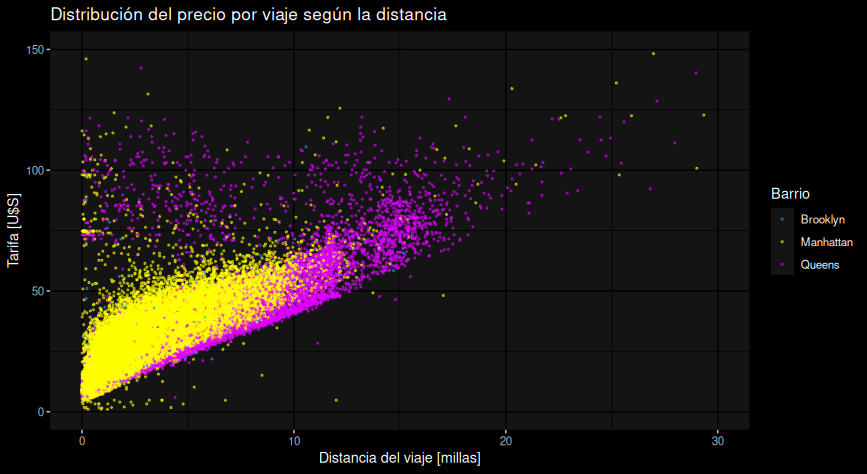 Distribución del precio por viaje según la distancia
150
100
50
0
Tarifa [U$S]
0
10
20
30
Distancia del viaje [millas]
Barrio
Brooklyn
Manhattan
Queens